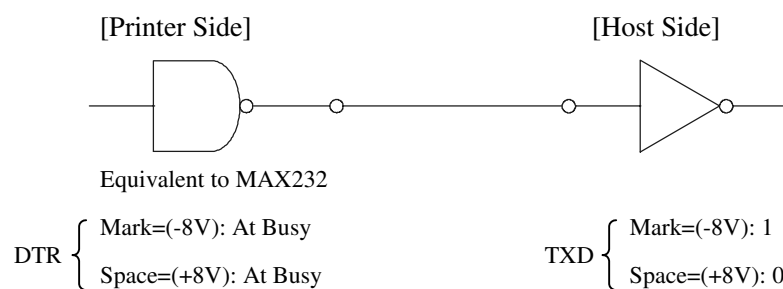 [Printer Side] [Host Side]
Equivalent to MAX232
DTR { Mark=(-8V): At Busy
Space=(+8V): At Busy
TXD { Mark=(-8V): 1
Space=(+8V): 0